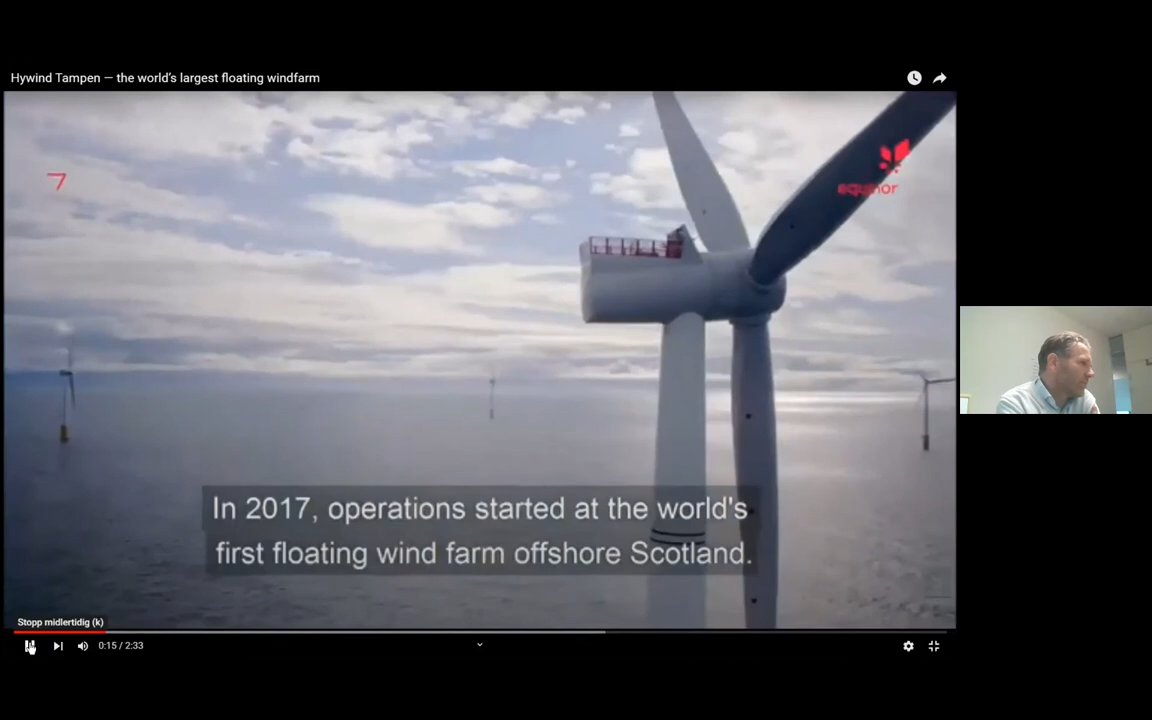 Hywind Tampen — the world's largest floating windfarm
equinor
In 2017, operations started at the world's
first floating wind farm offshore Scotland.
Stopp midlertidig (k)
0:15 / 2:33